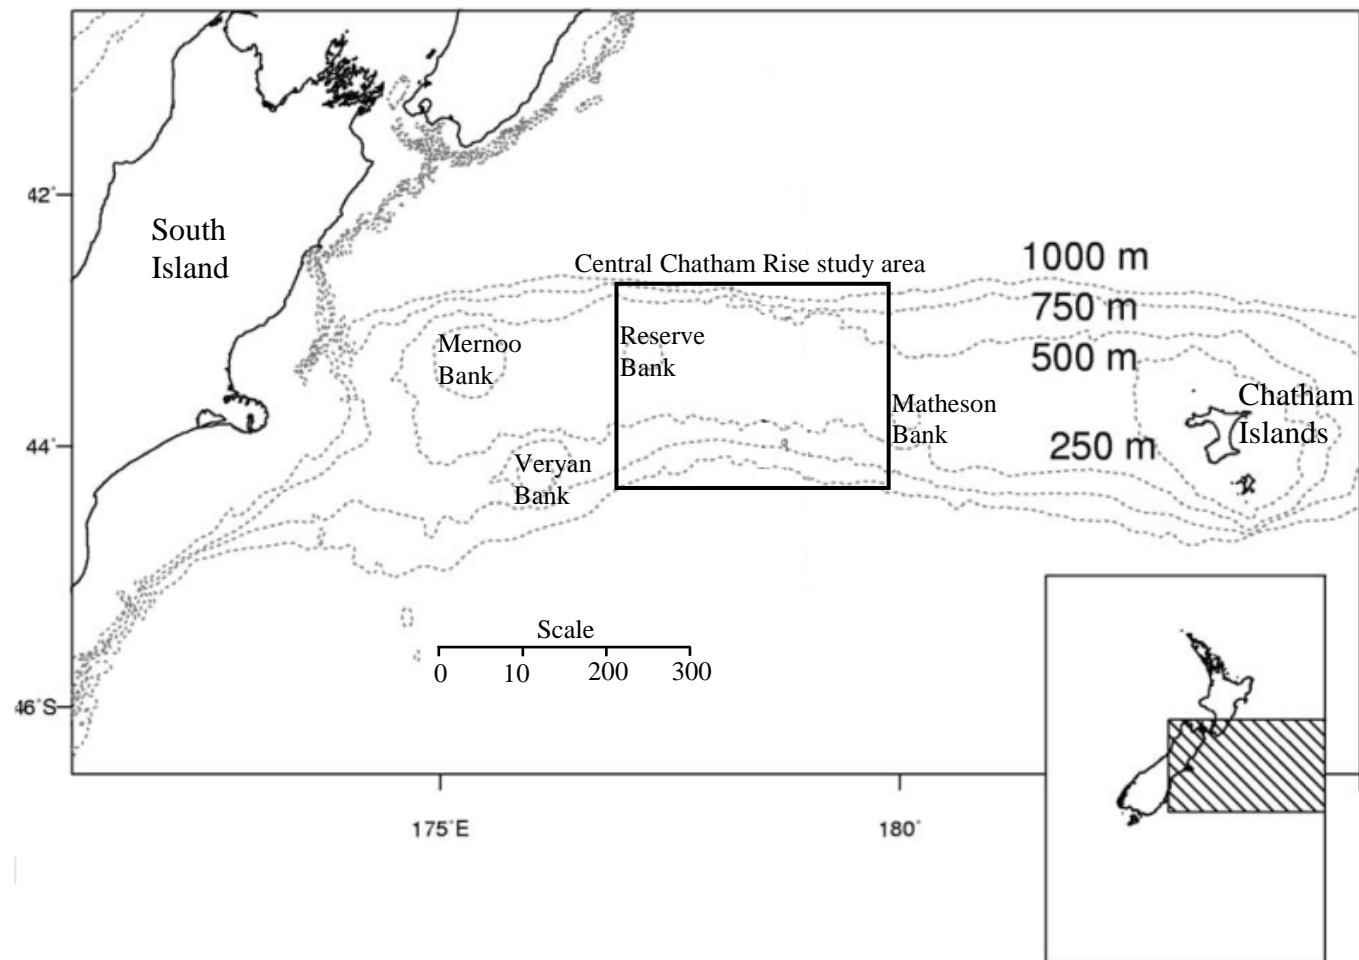 42°
South
Island
Central Chatham Rise study area
1000 m
750 m
Mernoo
Bank
Reserve
Bank
500 m
Matheson
Bank
Chatham
Islands
44°
250 m
Veryan
Bank
Scale
0 10 200 300
46°S
175°E 180°